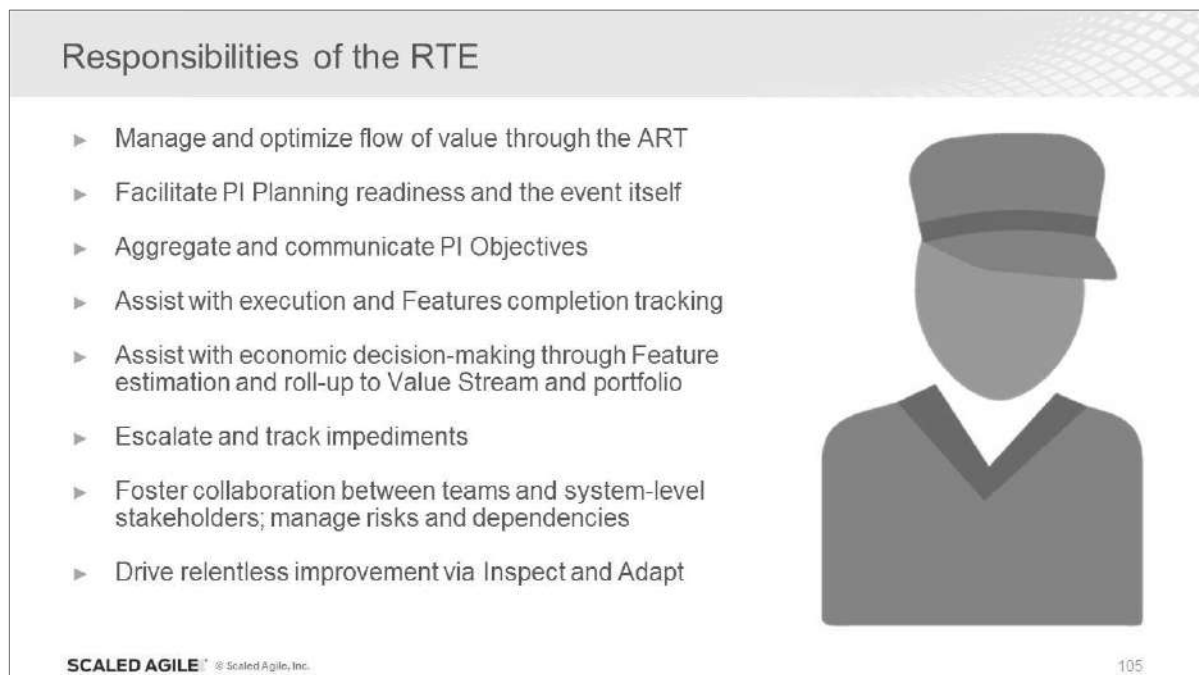 Responsibilities of the RTE
► Manage and optimize flow of value through the ART
► Facilitate PI Planning readiness and the event itself
► Aggregate and communicate PI Objectives
► Assist with execution and Features completion tracking
► Assist with economic decision-making through Feature
estimation and roll-up to Value Stream and portfolio
► Escalate and track impediments
► Foster collaboration between teams and system-level
stakeholders; manage risks and dependencies
► Drive relentless improvement via Inspect and Adapt
SCALED AGILE® © Scaled Agile, Inc.
105